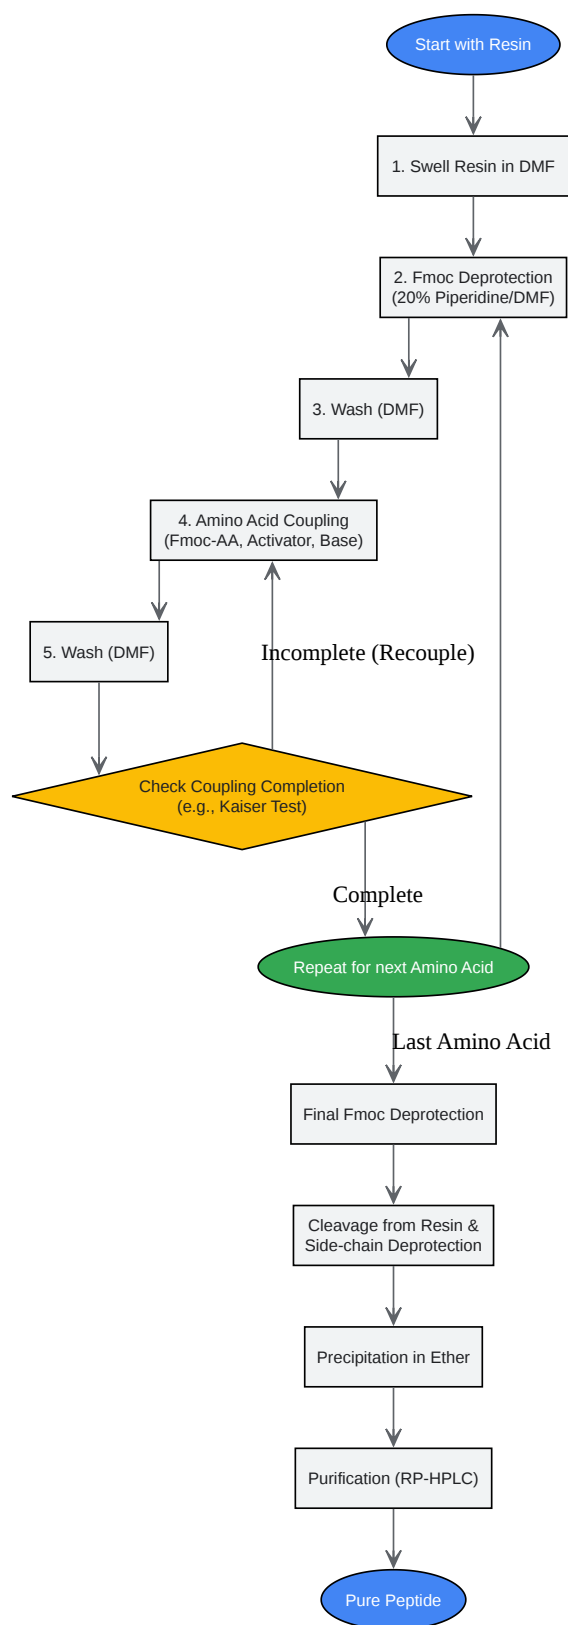 Start with Resin
1. Swell Resin in DMF
2. Fmoc Deprotection
(20% Piperidine/DMF)
3. Wash (DMF)
4. Amino Acid Coupling
(Fmoc-AA, Activator, Base)
5. Wash (DMF)
Incomplete (Recouple)
Check Coupling Completion
(e.g., Kaiser Test)
Complete
Repeat for next Amino Acid
Last Amino Acid
Final Fmoc Deprotection
Cleavage from Resin &
Side-chain Deprotection
Precipitation in Ether
Purification (RP-HPLC)
Pure Peptide